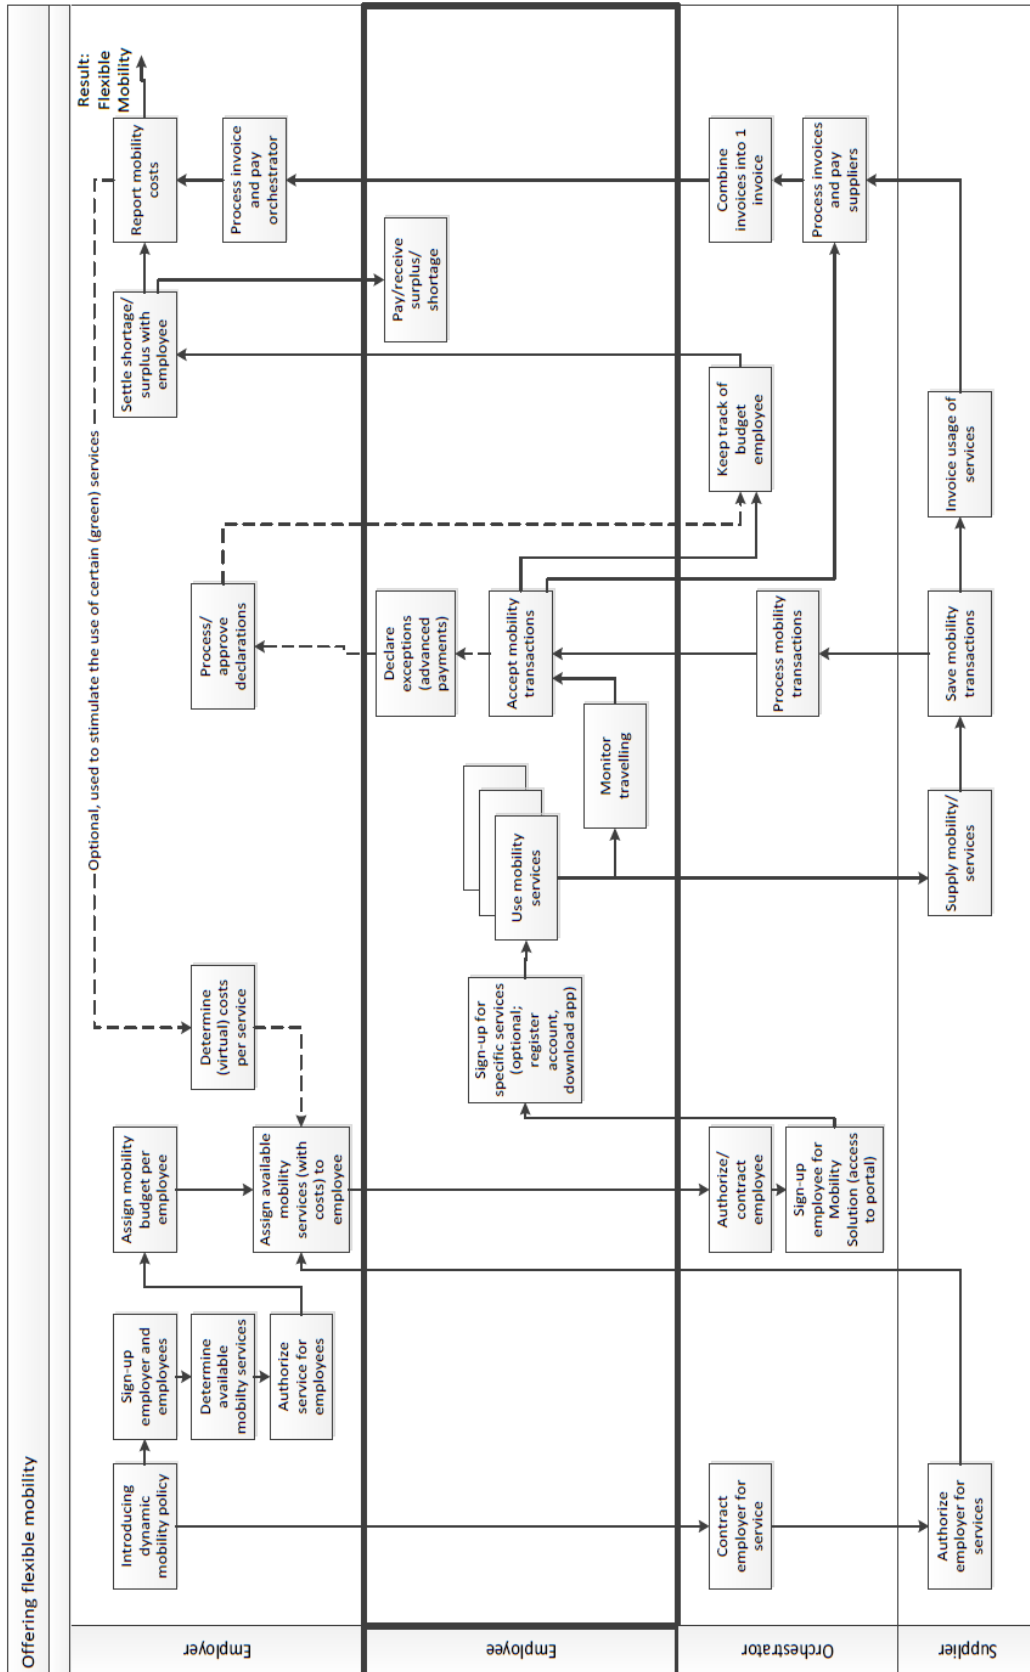 Offering flexible mobility
Employer
Introducing
dynamic
mobility policy
Sign-up
employer and
employees
Determine
available
mobilty services
Authorize
service for
employees
Assign mobility
budget per
employee
Assign available
mobility
services (with
costs) to
employee
Determine
(virtual) costs
per service
Optional, used to stimulate the use of certain (green) services
Process/
approve
declarations
Settle shortage/
surplus with
employee
Report mobility
costs
Process invoice
and pay
orchestrator
Result:
Flexible
Mobility
Employee
Sign-up for
specific services
(optional;
register
account,
download app)
Use mobility
services
Monitor
travelling
Declare
exceptions
(advanced
payments)
Accept mobility
transactions
Pay/receive
surplus/
shortage
Orchestrator
Contract
employer for
service
Authorize/
contract
employee
Sign-up
employee for
Mobility
Solution (access
to portal)
Process mobility
transactions
Keep track of
budget
employee
Combine
invoices into 1
invoice
Process invoices
and pay
suppliers
Supplier
Authorize
employer for
services
Supply mobility/
services
Save mobility
transactions
Invoice usage of
services